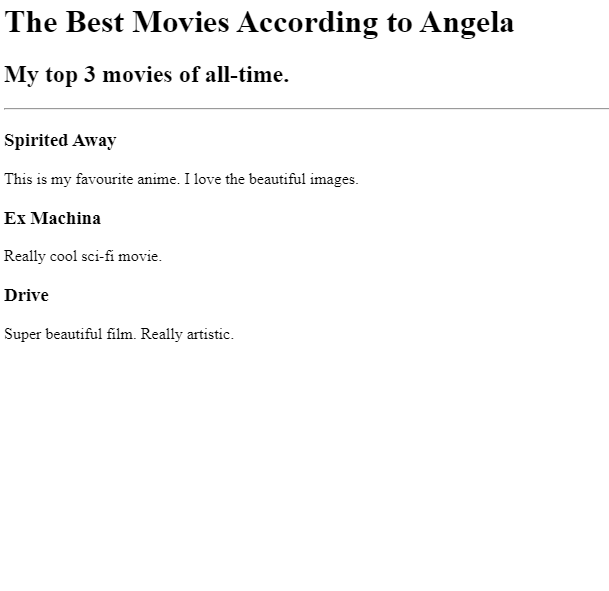 The Best Movies According to Angela
My top 3 movies of all-time.
Spirited Away
This is my favourite anime. I love the beautiful images.
Ex Machina
Really cool sci-fi movie.
Drive
Super beautiful film. Really artistic.